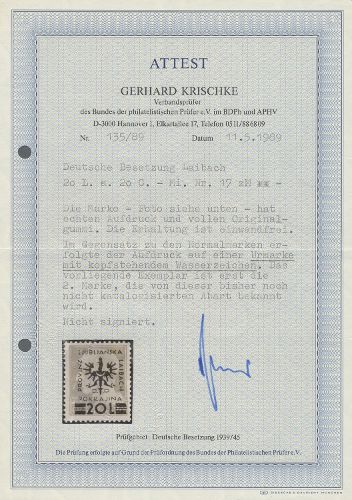 ATTEST
GERHARD KRISCHKE
Verbandsprüfer
des Bundes der philatelistischen Prüfer e.V. im BDPh und APHV
D-3000 Hannover 1, Elkartallee 17, Telefon 0511/886809
Nr. 135/89 Datum 11.5.1989
Deutsche Besetzung Laibach
20 L. a. 20 C. - Mi. Nr. 17 zM ** -
Die Marke - Foto siehe unten - hat
echten Aufdruck und vollen Original-
gummi. Die Erhaltung ist einwandfrei.
Im Gegensatz zu den Normalmarken er-
folgte der Aufdruck auf einer Urmarke
mit kopfstehendem Wasserzeichen. Das
vorliegende Exemplar ist erst die
2. Marke, die von dieser bisher noch
nicht katalogisierten Abart bekannt
wird.
Nicht signiert.
LJUBLJANSKA
PROVINZ LAIBACH
POKRAJINA
20L
Prüfgebiet: Deutsche Besetzung 1939/45
Die Prüfung erfolgte auf Grund der Prüfordnung des Bundes der Philatelistischen Prüfer e.V.